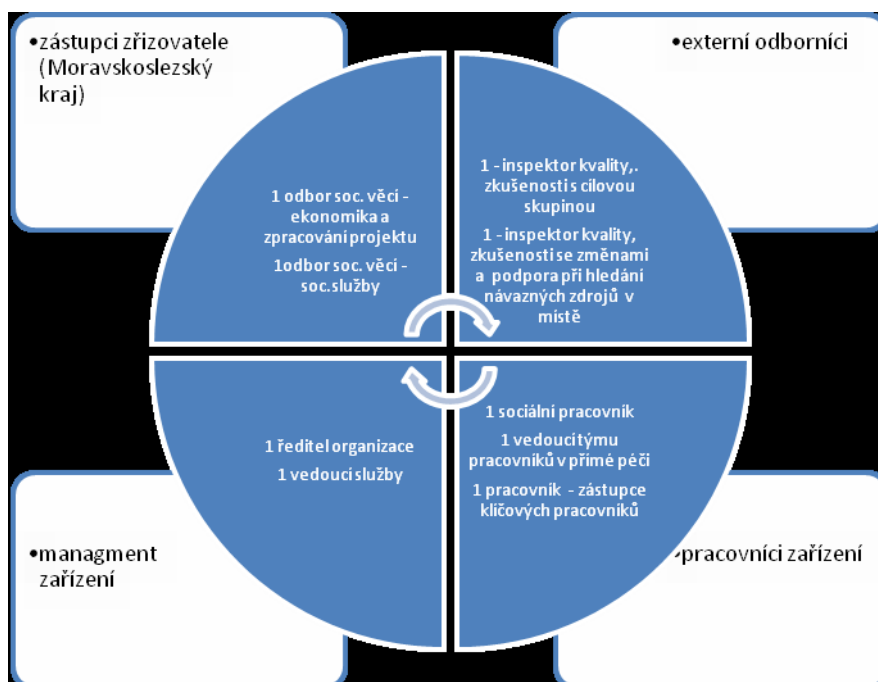 •zástupci zřizovatele
(Moravskoslezský
kraj)
•externí odborníci
1 odbor soc. věcí -
ekonomika a
zpracování projektu
1odbor soc. věcí -
soc.služby
1 - inspektor kvality,.
zkušenosti s cílovou
skupinou
1 - inspektor kvality,
zkušenosti se změnami
a podpora při hledání
návazných zdrojů v
místě
1 ředitel organizace
1 vedoucí služby
1 sociální pracovník
1 vedoucí týmu
pracovníků v přímé péči
1 pracovník - zástupce
klíčových pracovníků
•managment
zařízení
•pracovníci zařízení